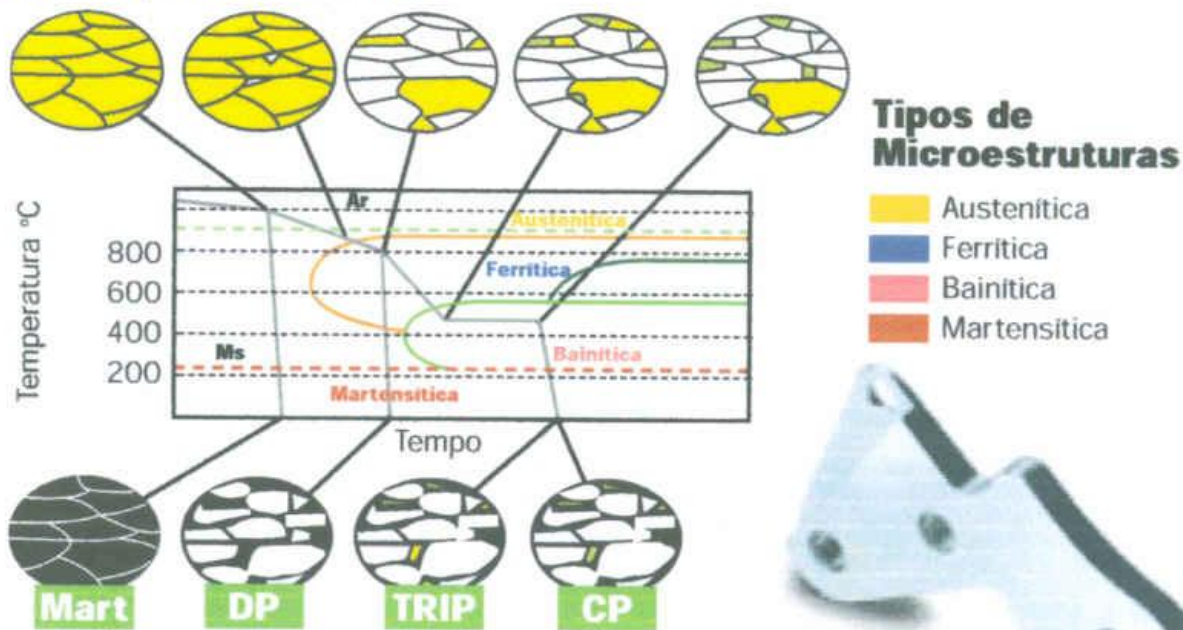 Tipos de
Microestruturas
Austenítica
Ferrítica
Bainítica
Martensítica
Temperatura ºC
800
600
400
200
Ar
Austenítica
Ferrítica
Ms
Bainítica
Martensítica
Tempo
Mart
DP
TRIP
CP